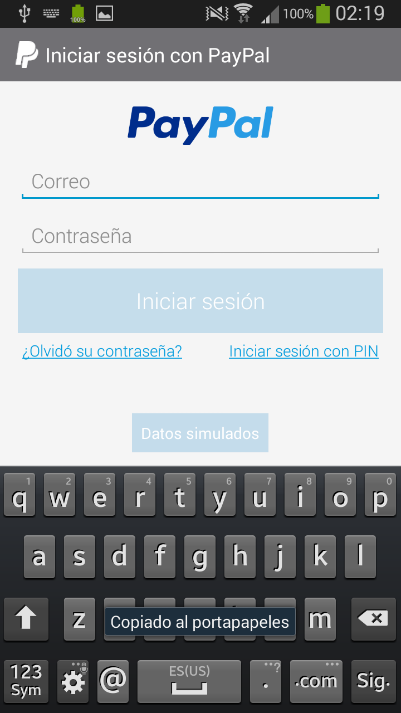 100% 100% 02:19
Iniciar sesión con PayPal
PayPal
Correo
Contraseña
Iniciar sesión
¿Olvidó su contraseña? Iniciar sesión con PIN
Datos simulados
1 2 3 4 5 6 7 8 9 0
q w e r t y u i o p
a s d f g h j k l
z m
Copiado al portapapeles
123 Sym @ ES(US) . ...? .com Sig.